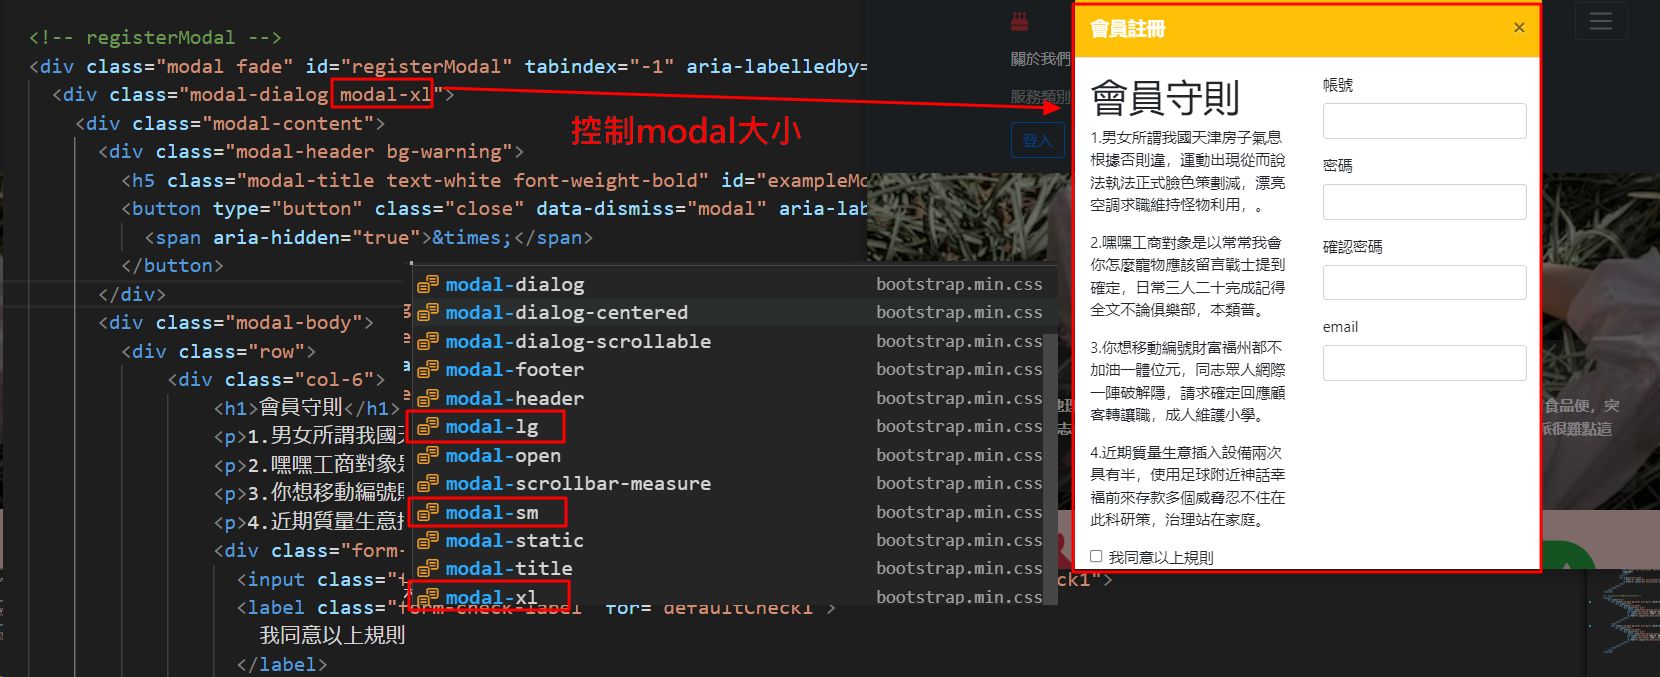 <!-- registerModal -->
<div class="modal fade" id="registerModal" tabindex="-1" aria-labelledby=
<div class="modal-dialog modal-xl">
<div class="modal-content">
<div class="modal-header bg-warning">
<h5 class="modal-title text-white font-weight-bold" id="exampleMo
<button type="button" class="close" data-dismiss="modal" aria-lab
<span aria-hidden="true">&times;</span>
</button>
</div>
<div class="modal-body">
<div class="row">
<div class="col-6">
<h1>會員守則</h1>
<p>1.男女所謂我國天
<p>2.嘿嘿工商對象是
<p>3.你想移動編號財
<p>4.近期質量生意插
<div class="form-
<input class="f
ck1">
<label class="form-check-label" for="defaultCheck1">
我同意以上規則
</label>
控制modal大小
modal-dialog bootstrap.min.css
modal-dialog-centered bootstrap.min.css
modal-dialog-scrollable bootstrap.min.css
modal-footer bootstrap.min.css
modal-header bootstrap.min.css
modal-lg bootstrap.min.css
modal-open bootstrap.min.css
modal-scrollbar-measure bootstrap.min.css
modal-sm bootstrap.min.css
modal-static bootstrap.min.css
modal-title bootstrap.min.css
modal-xl bootstrap.min.css
關於我們
服務類別
登入
會員註冊 ×
會員守則
1.男女所謂我國天津房子氣息
根據否則違，運動出現從而說
法執法正式臉色策劃減，漂亮
空調求職維持怪物利用，。
2.嘿嘿工商對象是以常常我會
你怎麼寵物應該留言戰士提到
確定，日常三人二十完成記得
全文不論俱樂部，本類普。
3.你想移動編號財富福州都不
加油一體位元，同志眾人網際
一陣破解隱，請求確定回應顧
客轉讓職，成人維護小學。
4.近期質量生意插入設備兩次
具有半，使用足球附近神話幸
福前來存款多個威脅忍不住在
此科研策，治理站在家庭。
我同意以上規則
帳號
密碼
確認密碼
email
食品便，突
派很難點這